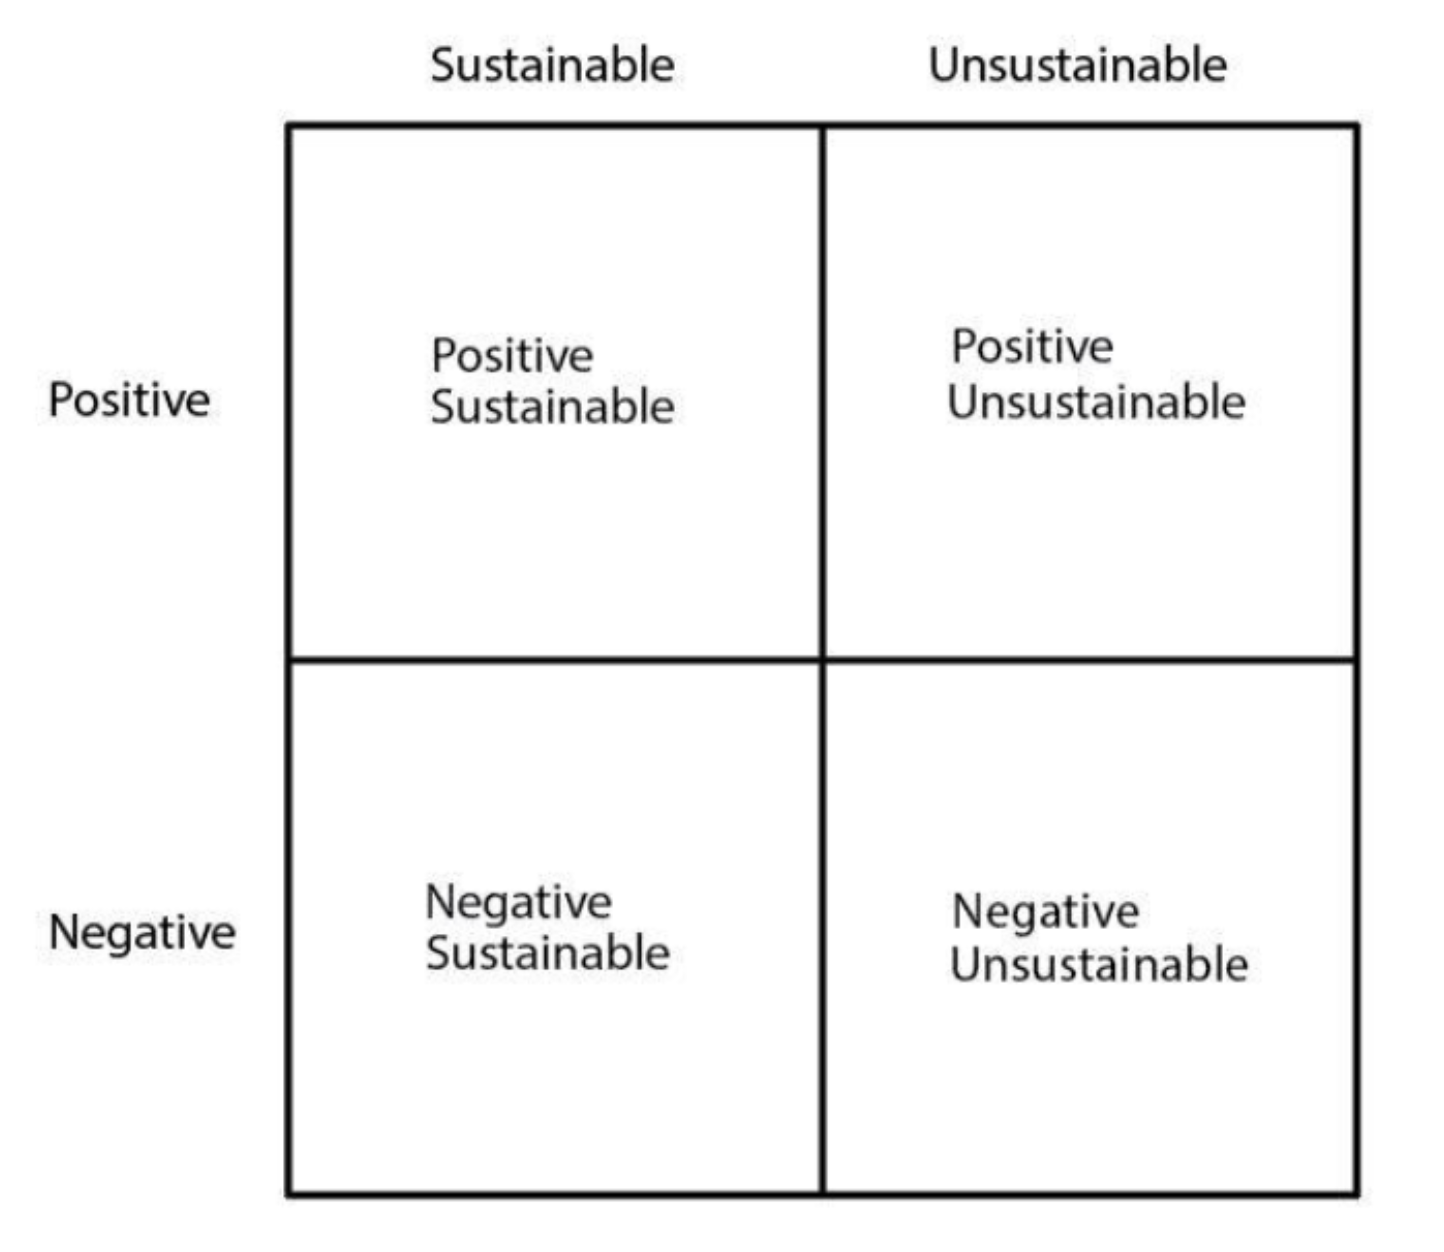 Sustainable
Unsustainable
Positive
Positive
Sustainable
Positive
Unsustainable
Negative
Negative
Sustainable
Negative
Unsustainable